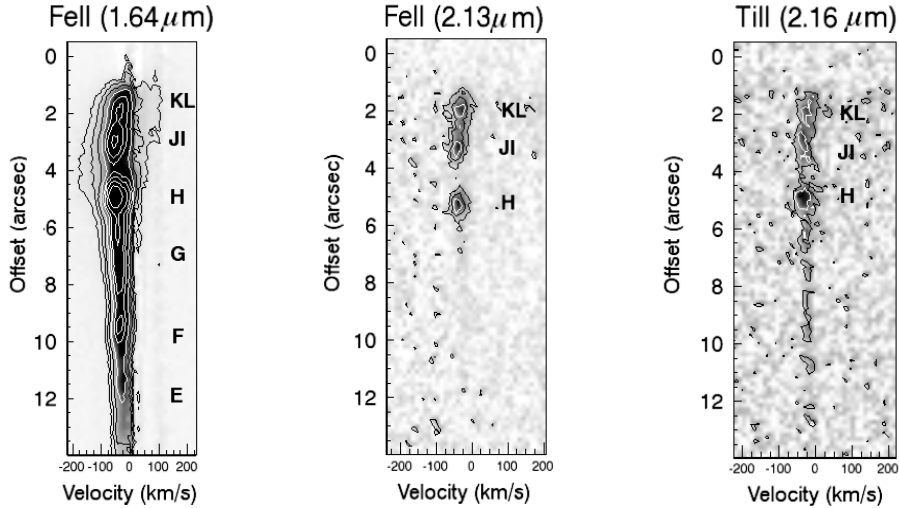 FeII (1.64μm)
FeII (2.13μm)
TiII (2.16 μm)
Offset (arcsec)
0
2
4
6
8
10
12
KL
JI
H
G
F
E
-200 -100 0 100 200
Velocity (km/s)
Offset (arcsec)
0
2
4
6
8
10
12
KL
JI
H
-200 -100 0 100 200
Velocity (km/s)
Offset (arcsec)
0
2
4
6
8
10
12
KL
JI
H
-200 -100 0 100 200
Velocity (km/s)